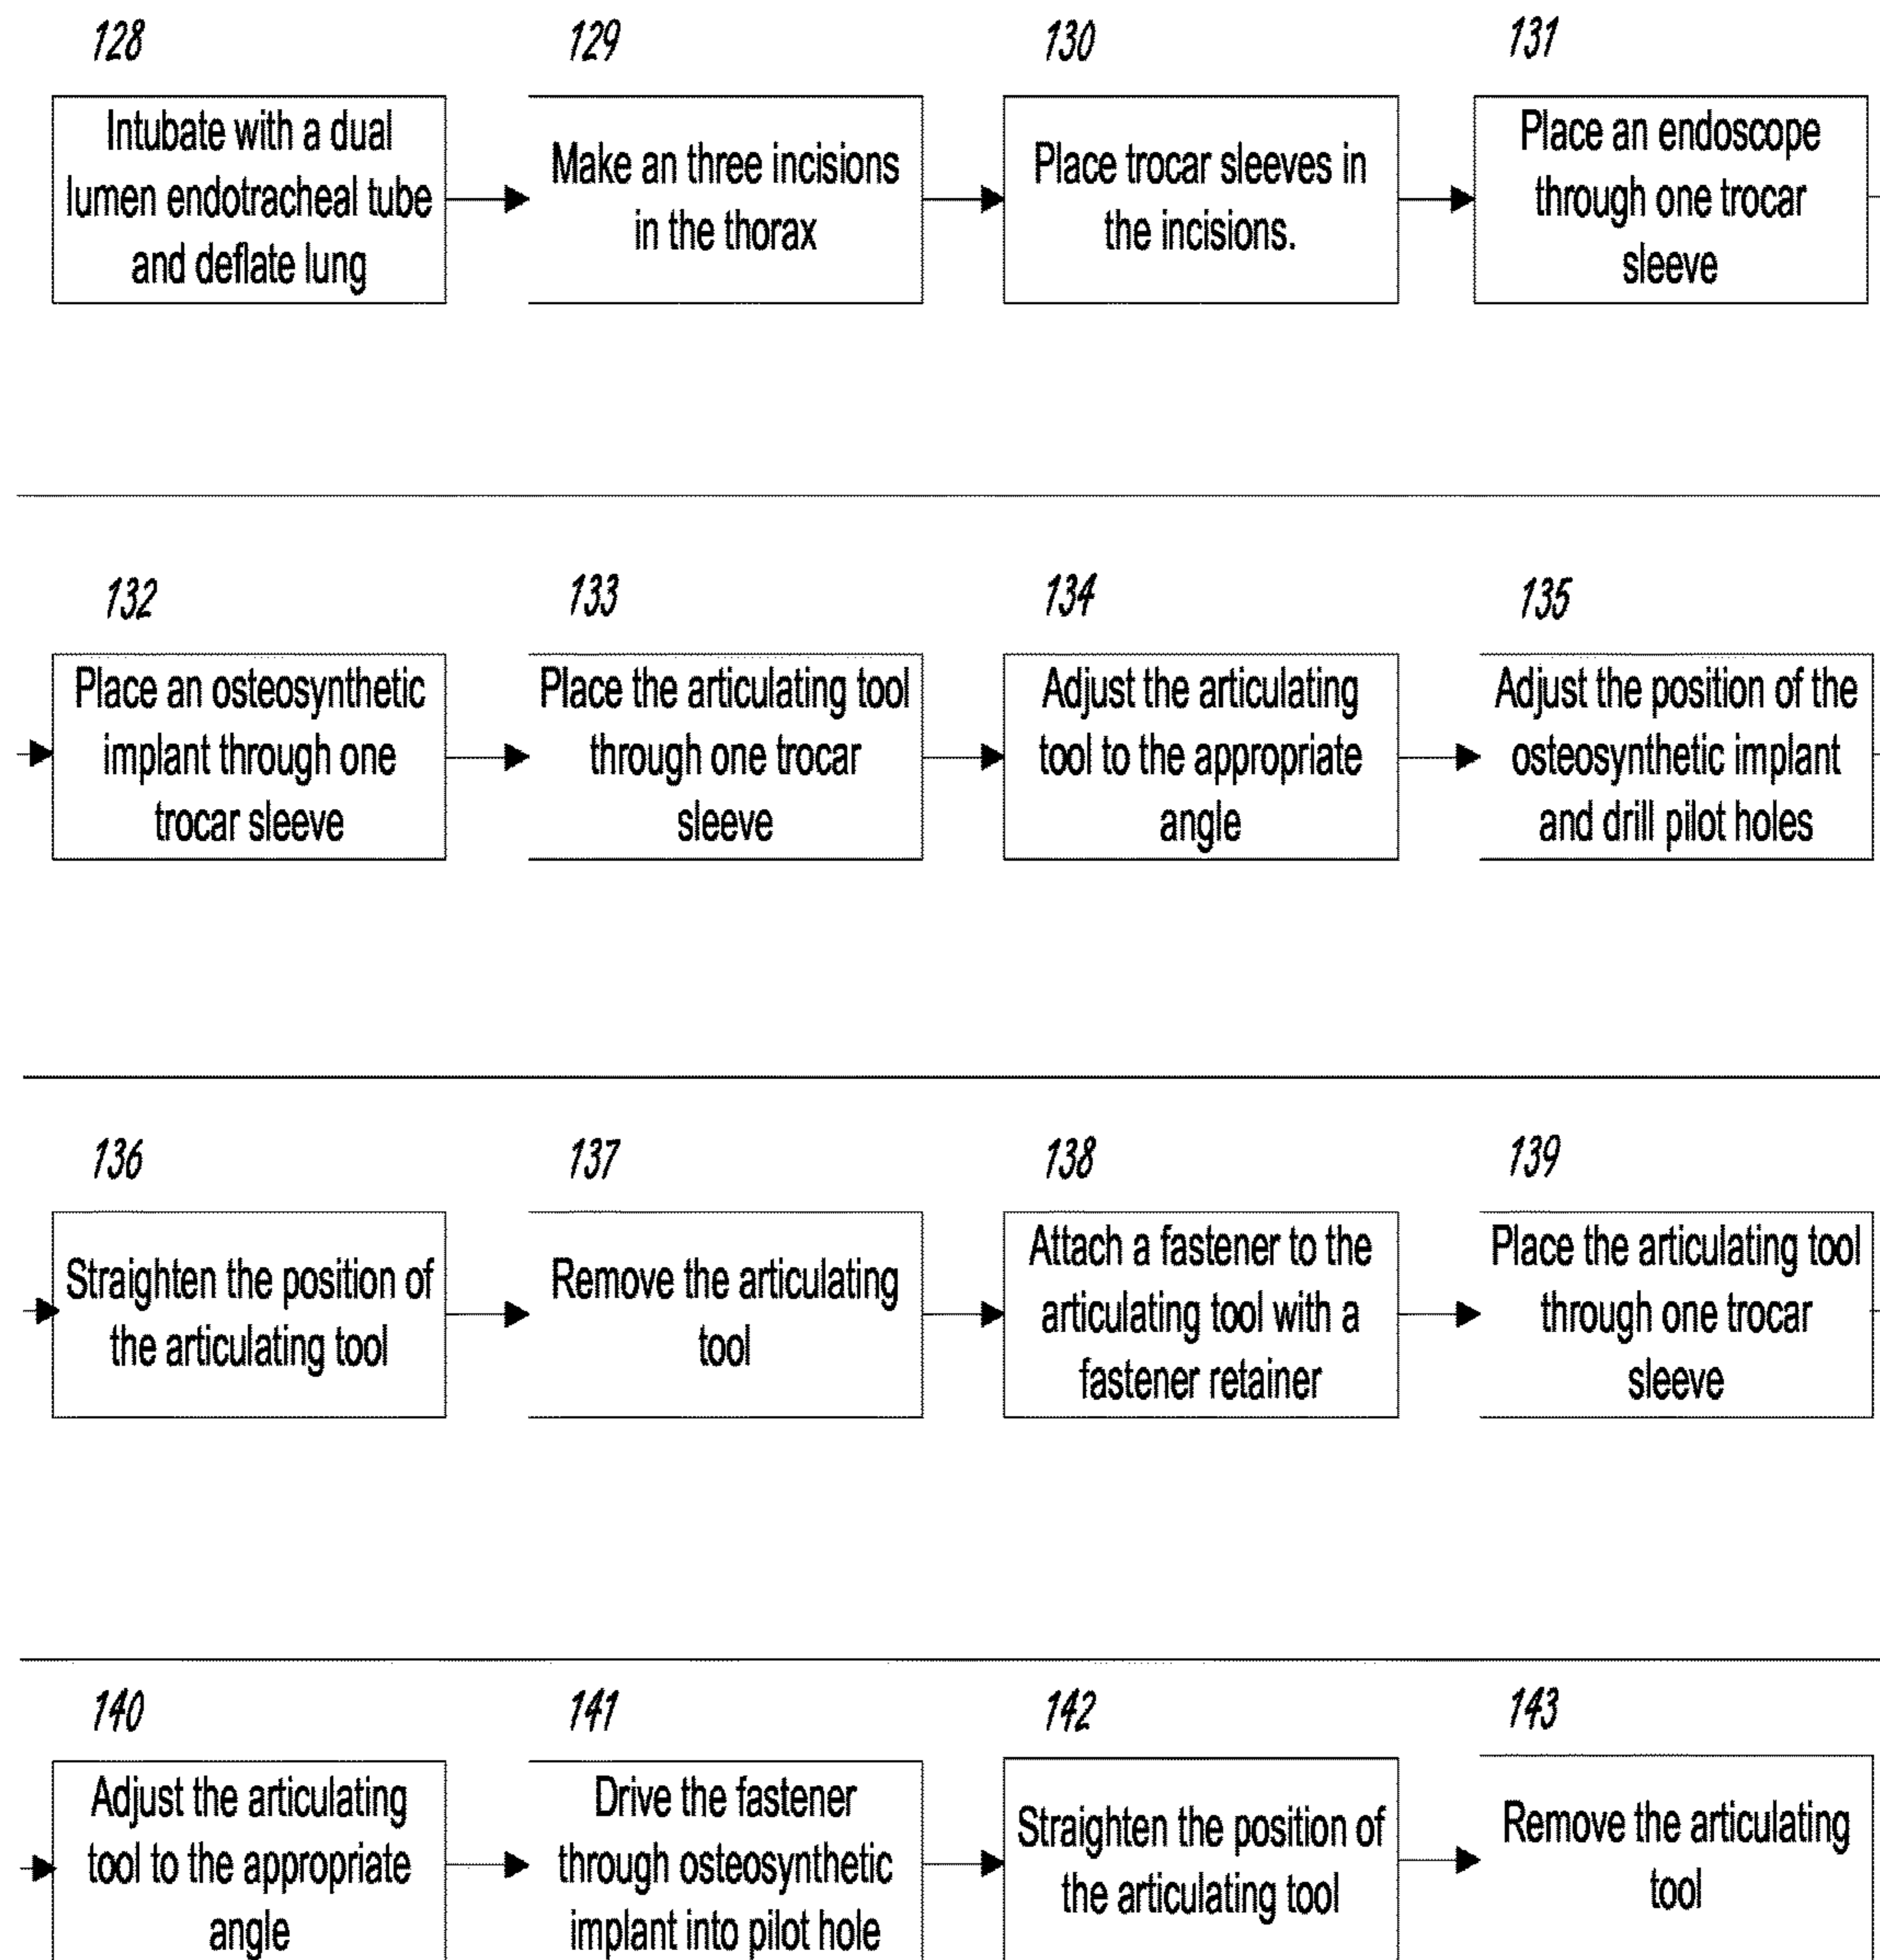 128
129
130
131
Intubate with a dual
lumen endotracheal tube
and deflate lung
Make an three incisions
in the thorax
Place trocar sleeves in
the incisions.
Place an endoscope
through one trocar
sleeve
132
133
134
135
Place an osteosynthetic
implant through one
trocar sleeve
Place the articulating tool
through one trocar
sleeve
Adjust the articulating
tool to the appropriate
angle
Adjust the position of the
osteosynthetic implant
and drill pilot holes
136
137
138
139
Straighten the position of
the articulating tool
Remove the articulating
tool
Attach a fastener to the
articulating tool with a
fastener retainer
Place the articulating tool
through one trocar
sleeve
140
141
142
143
Adjust the articulating
tool to the appropriate
angle
Drive the fastener
through osteosynthetic
implant into pilot hole
Straighten the position of
the articulating tool
Remove the articulating
tool